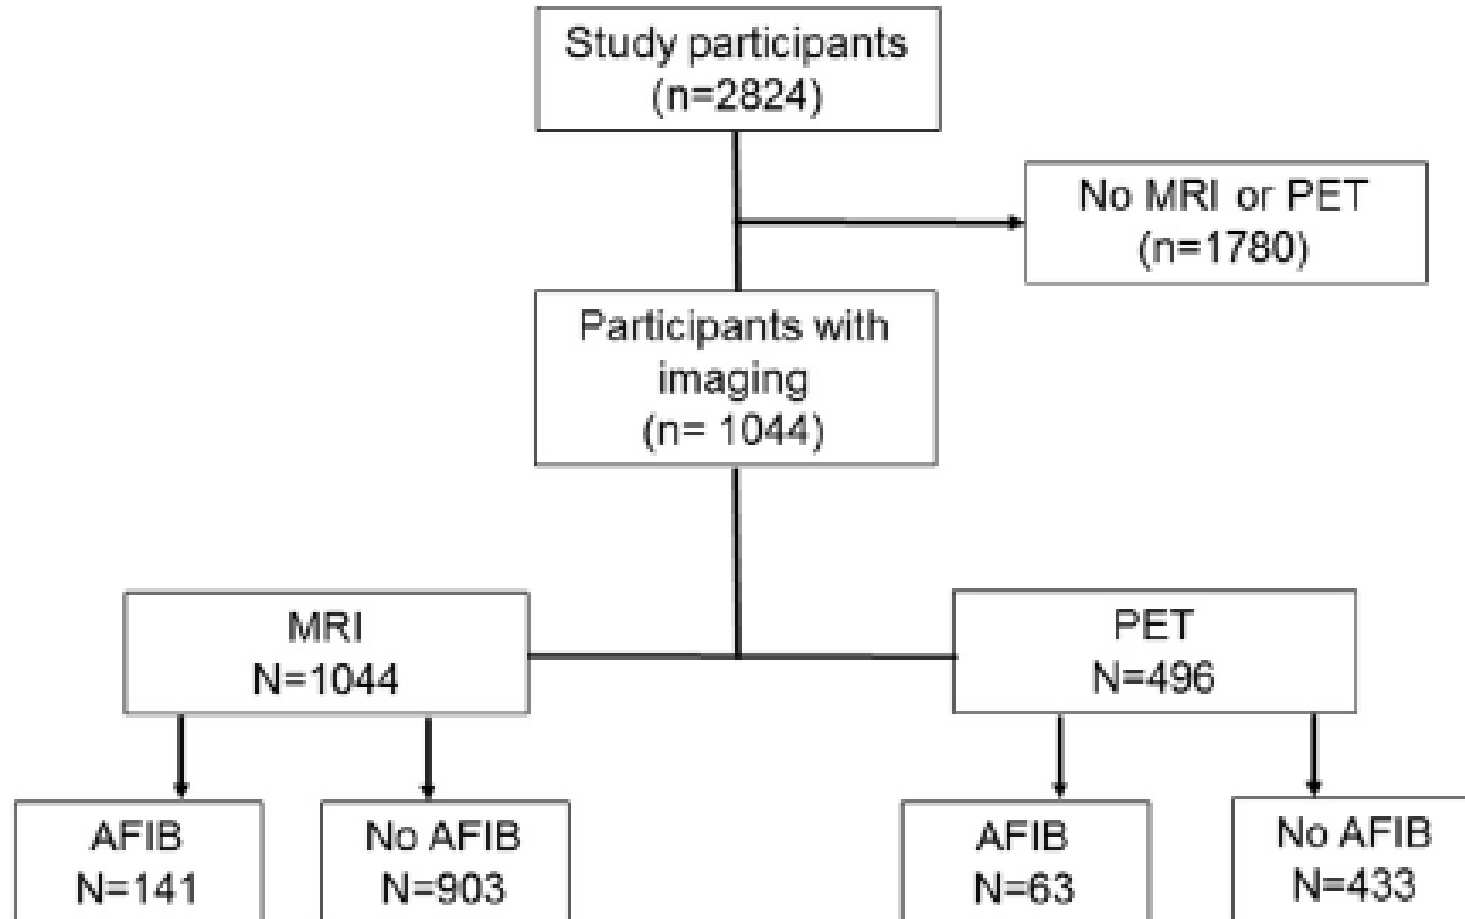 Study participants
(n=2824)
No MRI or PET
(n=1780)
Participants with
imaging
(n= 1044)
MRI
N=1044
PET
N=496
AFIB
N=141
No AFIB
N=903
AFIB
N=63
No AFIB
N=433